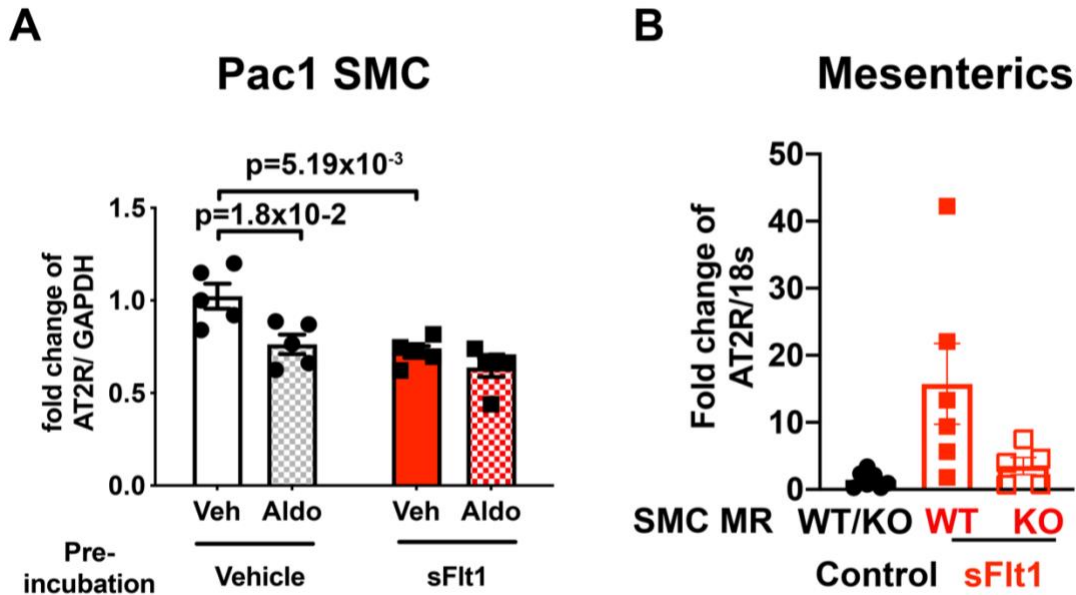 A
Pac1 SMC
p=5.19x10-3
p=1.8x10-2
1.5
1.0
0.5
0.0
fold change of
AT2R/ GAPDH
Veh Aldo Veh Aldo
Pre-
incubation
Vehicle sFlt1
B
Mesenterics
50
40
30
20
10
0
Fold change of
AT2R/18s
SMC MR WT/KO WT KO
Control sFlt1